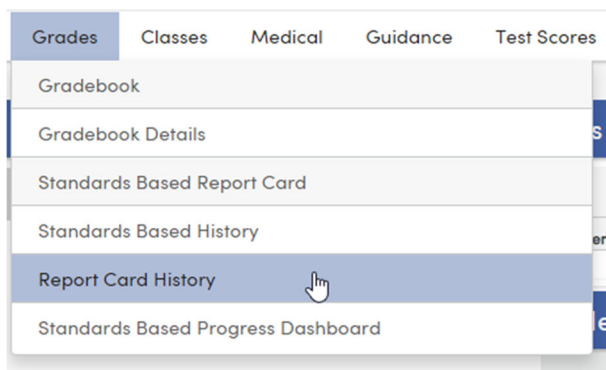 Grades Classes Medical Guidance Test Scores
Gradebook
Gradebook Details
Standards Based Report Card
Standards Based History
Report Card History
Standards Based Progress Dashboard